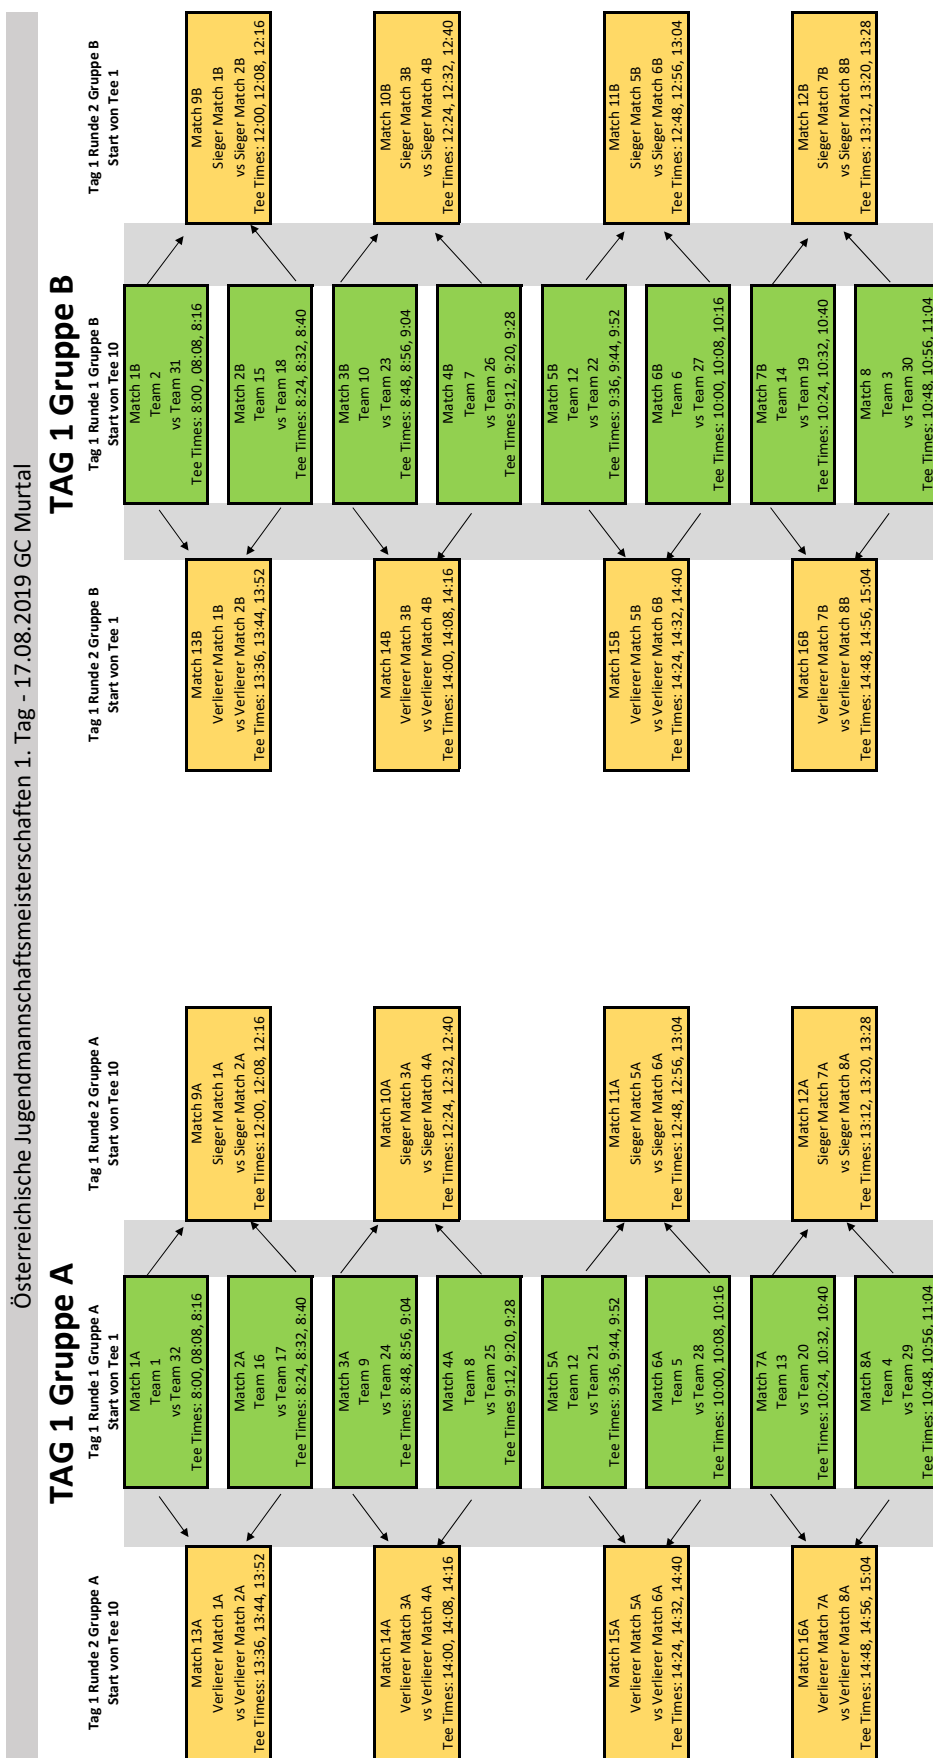 Österreichische Jugendmannschaftsmeisterschaften 1. Tag - 17.08.2019 GC Murtal
TAG 1 Gruppe A
Tag 1 Runde 2 Gruppe A
Start von Tee 10
Tag 1 Runde 1 Gruppe A
Start von Tee 1
Tag 1 Runde 2 Gruppe A
Start von Tee 10
Match 13A
Verlierer Match 1A
vs Verlierer Match 2A
Tee Timess: 13:36, 13:44, 13:52
Match 14A
Verlierer Match 3A
vs Verlierer Match 4A
Tee Times: 14:00, 14:08, 14:16
Match 15A
Verlierer Match 5A
vs Verlierer Match 6A
Tee Times: 14:24, 14:32, 14:40
Match 16A
Verlierer Match 7A
vs Verlierer Match 8A
Tee Times: 14:48, 14:56, 15:04
Match 1A
Team 1
vs Team 32
Tee Times: 8:00, 08:08, 8:16
Match 2A
Team 16
vs Team 17
Tee Times: 8:24, 8:32, 8:40
Match 3A
Team 9
vs Team 24
Tee Times: 8:48, 8:56, 9:04
Match 4A
Team 8
vs Team 25
Tee Times 9:12, 9:20, 9:28
Match 5A
Team 12
vs Team 21
Tee Times: 9:36, 9:44, 9:52
Match 6A
Team 5
vs Team 28
Tee Times: 10:00, 10:08, 10:16
Match 7A
Team 13
vs Team 20
Tee Times: 10:24, 10:32, 10:40
Match 8A
Team 4
vs Team 29
Tee Times: 10:48, 10:56, 11:04
Match 9A
Sieger Match 1A
vs Sieger Match 2A
Tee Times: 12:00, 12:08, 12:16
Match 10A
Sieger Match 3A
vs Sieger Match 4A
Tee Times: 12:24, 12:32, 12:40
Match 11A
Sieger Match 5A
vs Sieger Match 6A
Tee Times: 12:48, 12:56, 13:04
Match 12A
Sieger Match 7A
vs Sieger Match 8A
Tee Times: 13:12, 13:20, 13:28
TAG 1 Gruppe B
Tag 1 Runde 2 Gruppe B
Start von Tee 1
Tag 1 Runde 1 Gruppe B
Start von Tee 10
Tag 1 Runde 2 Gruppe B
Start von Tee 1
Match 13B
Verlierer Match 1B
vs Verlierer Match 2B
Tee Times: 13:36, 13:44, 13:52
Match 14B
Verlierer Match 3B
vs Verlierer Match 4B
Tee Times: 14:00, 14:08, 14:16
Match 15B
Verlierer Match 5B
vs Verlierer Match 6B
Tee Times: 14:24, 14:32, 14:40
Match 16B
Verlierer Match 7B
vs Verlierer Match 8B
Tee Times: 14:48, 14:56, 15:04
Match 1B
Team 2
vs Team 31
Tee Times: 8:00 , 08:08, 8:16
Match 2B
Team 15
vs Team 18
Tee Times: 8:24, 8:32, 8:40
Match 3B
Team 10
vs Team 23
Tee Times: 8:48, 8:56, 9:04
Match 4B
Team 7
vs Team 26
Tee Times 9:12, 9:20, 9:28
Match 5B
Team 12
vs Team 22
Tee Times: 9:36, 9:44, 9:52
Match 6B
Team 6
vs Team 27
Tee Times: 10:00, 10:08, 10:16
Match 7B
Team 14
vs Team 19
Tee Times: 10:24, 10:32, 10:40
Match 8
Team 3
vs Team 30
Tee Times: 10:48, 10:56, 11:04
Match 9B
Sieger Match 1B
vs Sieger Match 2B
Tee Times: 12:00, 12:08, 12:16
Match 10B
Sieger Match 3B
vs Sieger Match 4B
Tee Times: 12:24, 12:32, 12:40
Match 11B
Sieger Match 5B
vs Sieger Match 6B
Tee Times: 12:48, 12:56, 13:04
Match 12B
Sieger Match 7B
vs Sieger Match 8B
Tee Times: 13:12, 13:20, 13:28